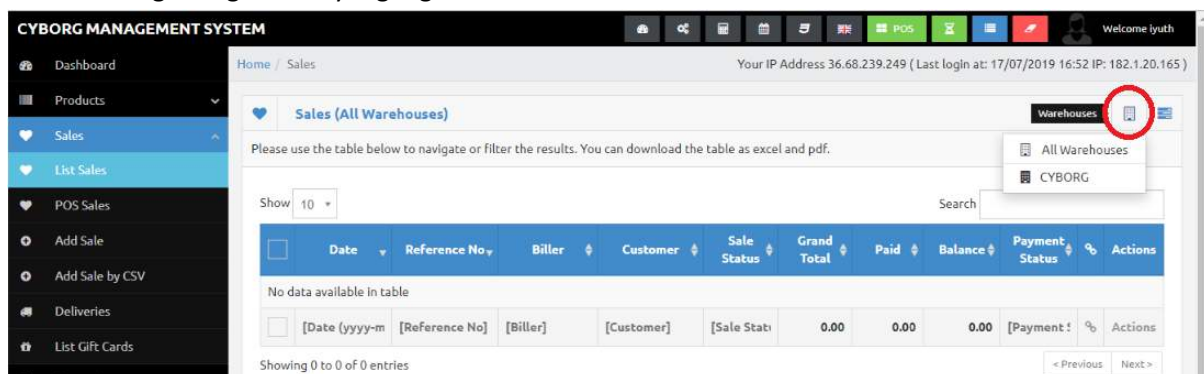 CYBORG MANAGEMENT SYSTEM
POS
Welcome iyuth
Dashboard
Products
Sales
List Sales
POS Sales
Add Sale
Add Sale by CSV
Deliveries
List Gift Cards
Home / Sales
Your IP Address 36.68.239.249 ( Last login at: 17/07/2019 16:52 IP: 182.1.20.165 )
Sales (All Warehouses)
Warehouses
Please use the table below to navigate or filter the results. You can download the table as excel and pdf.
All Warehouses
CYBORG
Show 10
Search
Date Reference No Biller Customer Sale Status Grand Total Paid Balance Payment Status Actions
No data available in table
[Date (yyyy-m [Reference No] [Biller] [Customer] [Sale Stat 0.00 0.00 0.00 [Payment Actions
Showing 0 to 0 of 0 entries
< Previous Next >